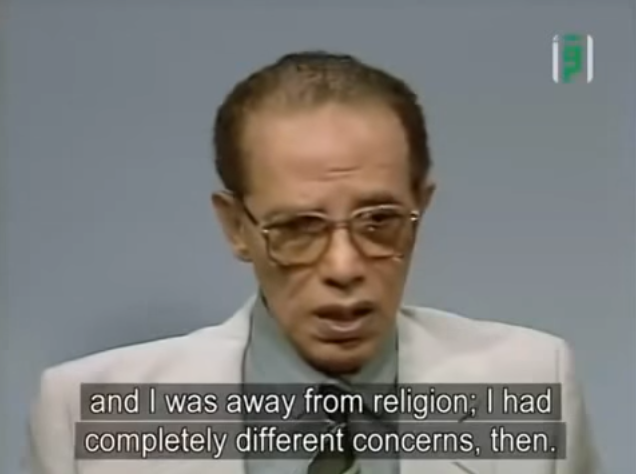 and I was away from religion; I had
completely different concerns, then.